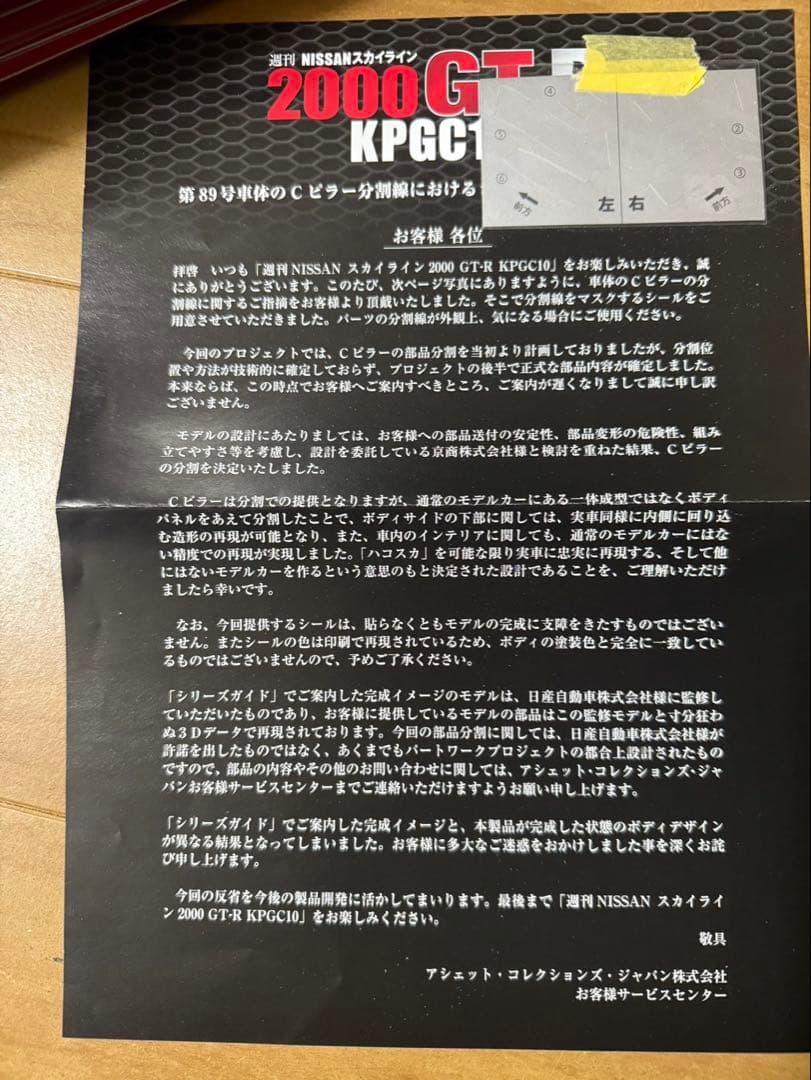 週刊 NISSANスカイライン
2000GT
KPGC1
④
⑤
⑥
②
③
前方
左 右
前方
第89号車体のCピラー分割線における
お客様 各位
拝啓 いつも「週刊NISSAN スカイライン2000 GT-R KPGC10」をお楽しみいただき、誠
にありがとうございます。このたび、次ページ写真にありますように、車体のCピラーの分
割線に関するご指摘をお客様より頂戴いたしました。そこで分割線をマスクするシールをご
用意させていただきました。パーツの分割線が外観上、気になる場合にご使用ください。
今回のプロジェクトでは、Cピラーの部品分割を当初より計画しておりましたが、分割位
置や方法が技術的に確定しておらず、プロジェクトの後半で正式な部品内容が確定しました。
本来ならば、この時点でお客様へご案内すべきところ、ご案内が遅くなりまして誠に申し訳
ございません。
モデルの設計にあたりましては、お客様への部品送付の安定性、部品変形の危険性、組み
立てやすさ等を考慮し、設計を委託している京商株式会社様と検討を重ねた結果、Cピラー
の分割を決定いたしました。
Cピラーは分割での提供となりますが、通常のモデルカーにある一体成型ではなくボディ
パネルをあえて分割したことで、ボディサイドの下部に関しては、実車同様に内側に回り込
む造形の再現が可能となり、また、車内のインテリアに関しても、通常のモデルカーにはな
い精度での再現が実現しました。「ハコスカ」を可能な限り実車に忠実に再現する、そして他
にはないモデルカーを作るという意思のもと決定された設計であることを、ご理解いただけ
ましたら幸いです。
なお、今回提供するシールは、貼らなくともモデルの完成に支障をきたすものではござい
ません。またシールの色は印刷で再現されているため、ボディの塗装色と完全に一致してい
るものではございませんので、予めご了承ください。
「シリーズガイド」でご案内した完成イメージのモデルは、日産自動車株式会社様に監修し
ていただいたものであり、お客様に提供しているモデルの部品はこの監修モデルと寸分狂わ
ぬ3Dデータで再現されております。今回の部品分割に関しては、日産自動車株式会社様が
許諾を出したものではなく、あくまでもパートワークプロジェクトの都合上設計されたもの
ですので、部品の内容やその他のお問い合わせに関しては、アシェット・コレクションズ・ジャ
パンお客様サービスセンターまでご連絡いただけますようお願い申し上げます。
「シリーズガイド」でご案内した完成イメージと、本製品が完成した状態のボディデザイン
が異なる結果となってしまいました。お客様に多大なご迷惑をおかけしました事を深くお詫
び申し上げます。
今回の反省を今後の製品開発に活かしてまいります。最後まで「週刊NISSAN スカイライ
ン2000 GT-R KPGC10」をお楽しみください。
敬具
アシェット・コレクションズ・ジャパン株式会社
お客様サービスセンター